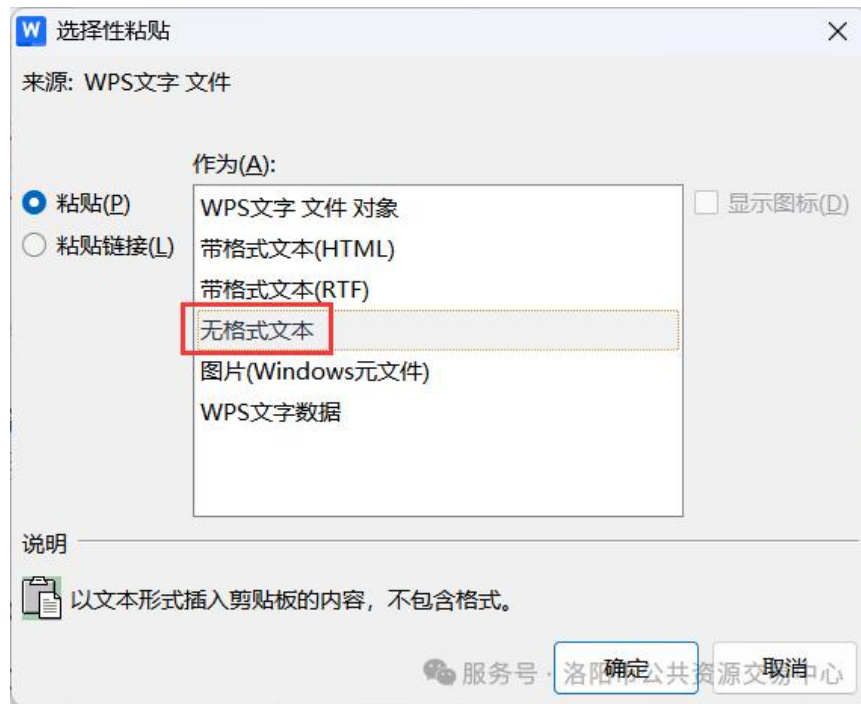 W 选择性粘贴
来源: WPS文字 文件
作为(A):
粘贴(P)
粘贴链接(L)
WPS文字 文件 对象
带格式文本(HTML)
带格式文本(RTF)
无格式文本
图片(Windows元文件)
WPS文字数据
显示图标(D)
说明
以文本形式插入剪贴板的内容，不包含格式。
确定
取消
服务号 · 洛阳市公共资源交易中心